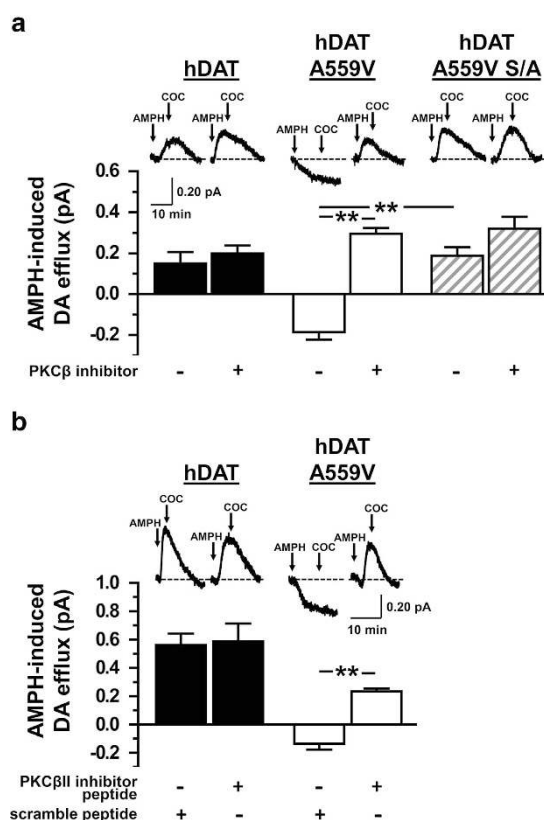 a
hDAT
hDAT
A559V
hDAT
A559V S/A
AMPH COC AMPH COC AMPH COC AMPH COC AMPH COC AMPH COC
0.20 pA
10 min
AMPH-induced
DA efflux (pA)
0.6
0.4
0.2
0.0
-0.2
**
**
PKCβ inhibitor - + - + - +
b
hDAT
hDAT
A559V
AMPH COC AMPH COC AMPH COC AMPH COC
0.20 pA
10 min
AMPH-induced
DA efflux (pA)
1.0
0.8
0.6
0.4
0.2
0.0
-0.2
**
PKCβII inhibitor
peptide - + - +
scramble peptide + - + -